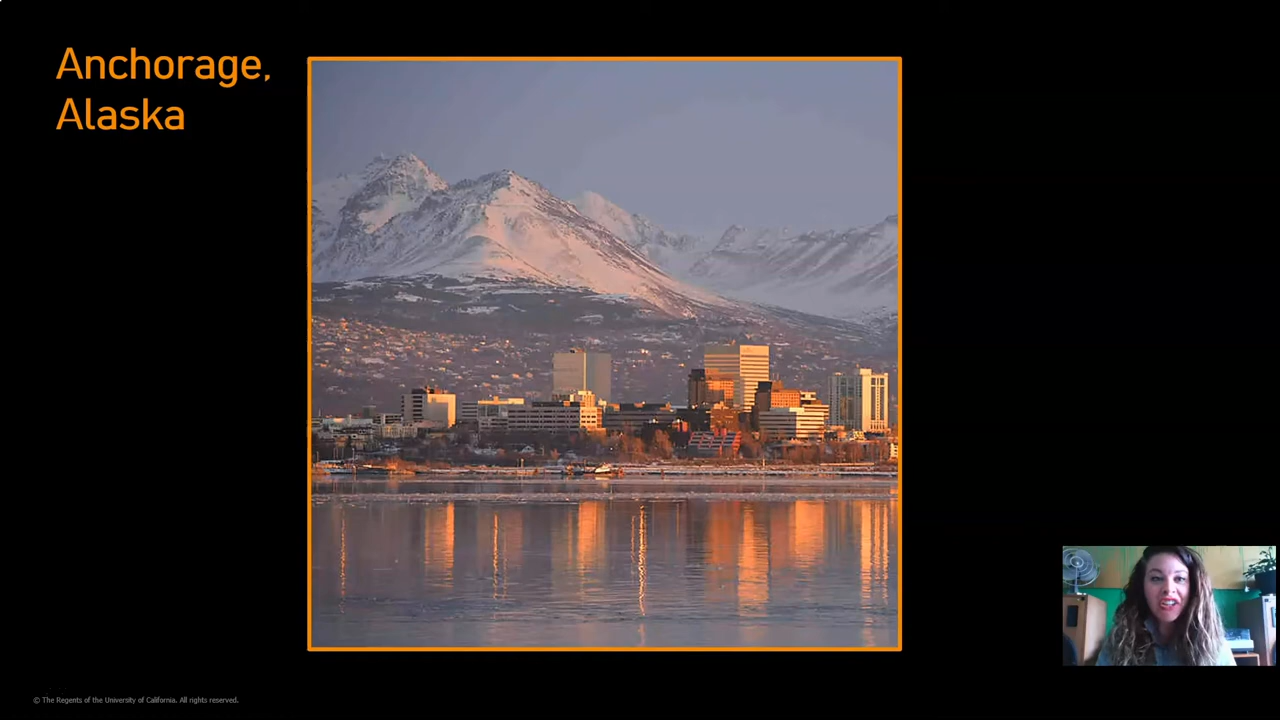 Anchorage,
Alaska
© The Regents of the University of California. All rights reserved.